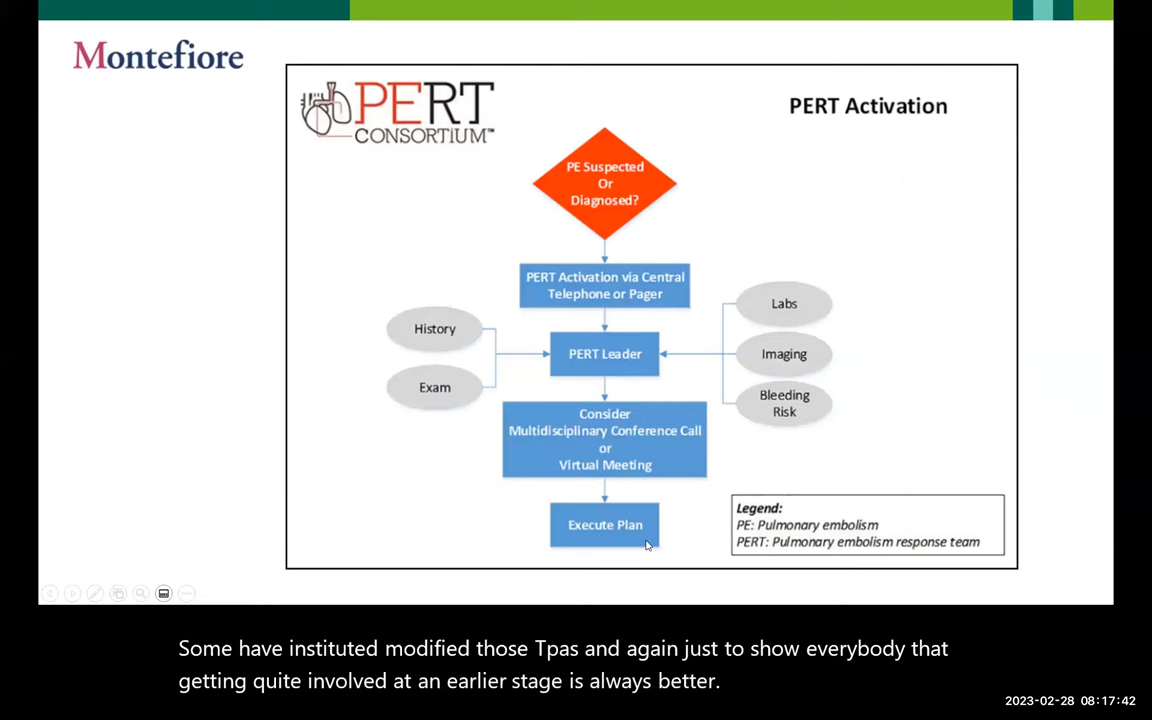 Montefiore
PERT
CONSORTIUM™
PERT Activation
PE Suspected
Or
Diagnosed?
PERT Activation via Central
Telephone or Pager
History
Exam
PERT Leader
Labs
Imaging
Bleeding
Risk
Consider
Multidisciplinary Conference Call
or
Virtual Meeting
Execute Plan
Legend:
PE: Pulmonary embolism
PERT: Pulmonary embolism response team
Some have instituted modified those Tpas and again just to show everybody that
getting quite involved at an earlier stage is always better.
2023-02-28 08:17:42